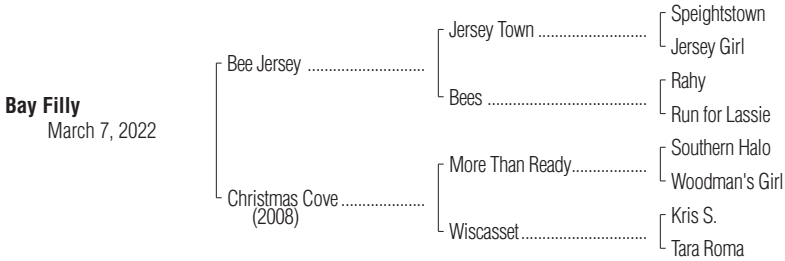 Speightstown
Jersey Town ..........................
Jersey Girl
Bee Jersey ............................
Rahy
Bees ......................................
Run for Lassie
Bay Filly
March 7, 2022
Southern Halo
More Than Ready..................
Woodman's Girl
Christmas Cove ....................
(2008)
Kris S.
Wiscasset..............................
Tara Roma